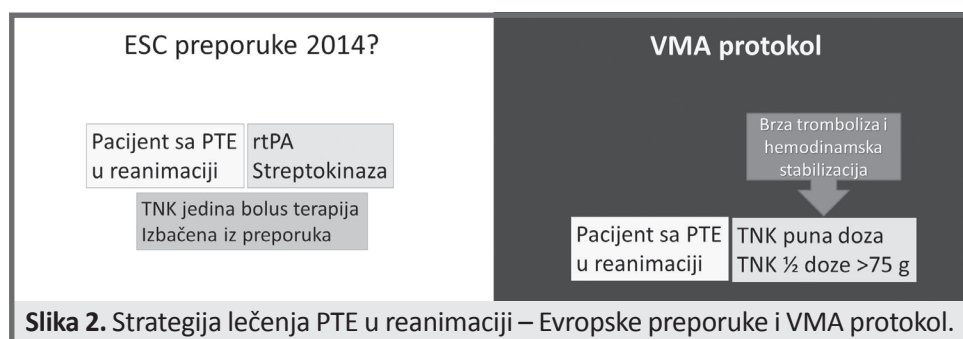 ESC preporuke 2014?
Pacijent sa PTE
u reanimaciji
rtPA
Streptokinaza
TNK jedina bolus terapija
Izbačena iz preporuka
VMA protokol
Brza tromboliza i
hemodinamska
stabilizacija
Pacijent sa PTE
u reanimaciji
TNK puna doza
TNK ½ doze >75 g
Slika 2. Strategija lečenja PTE u reanimaciji – Evropske preporuke i VMA protokol.